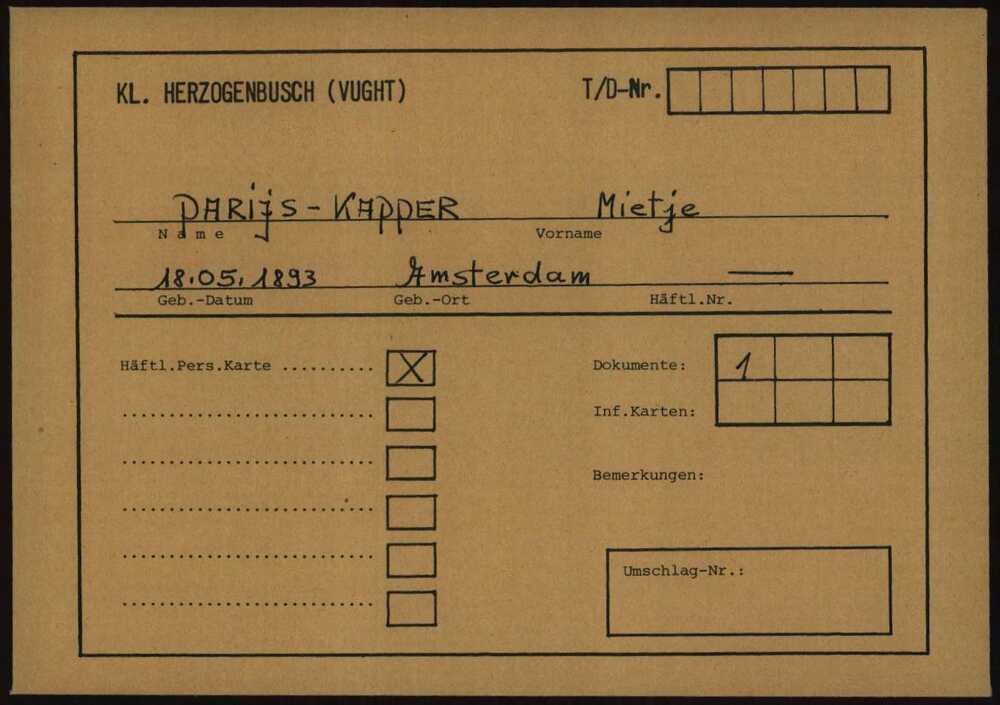 KL. HERZOGENBUSCH (VUGHT) T/D-Nr.
PARIJS - KAPPER Mietje
Name Vorname
18.05.1893 Amsterdam —
Geb.-Datum Geb.-Ort Häftl.Nr.
Häftl.Pers.Karte .......... X Dokumente: 1
Inf.Karten:
Bemerkungen:
Umschlag-Nr.: